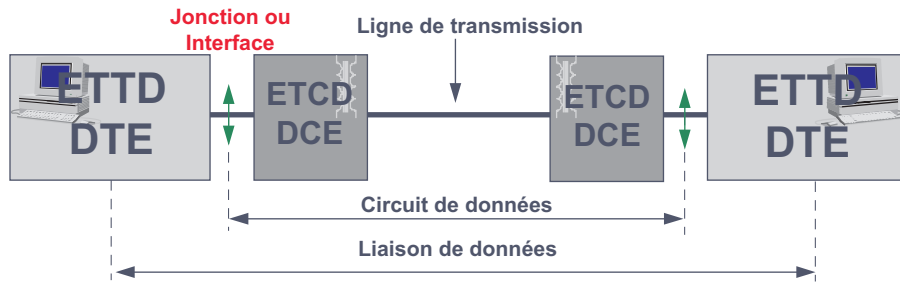 Jonction ou
Interface
Ligne de transmission
ETTD
DTE
ETCD
DCE
ETCD
DCE
ETTD
DTE
Circuit de données
Liaison de données